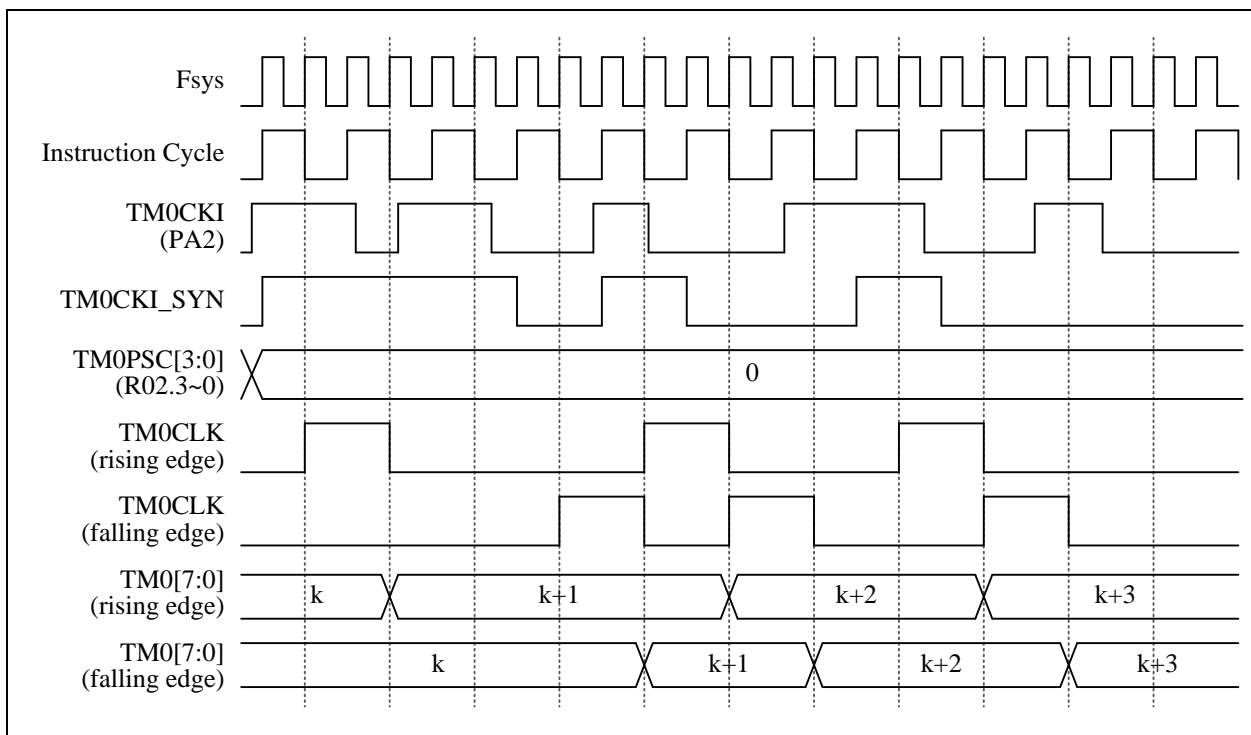 Fsys
Instruction Cycle
TM0CKI
(PA2)
TM0CKI_SYN
TM0PSC[3:0]
(R02.3~0)
0
TM0CLK
(rising edge)
TM0CLK
(falling edge)
TM0[7:0]
(rising edge)
k
k+1
k+2
k+3
TM0[7:0]
(falling edge)
k
k+1
k+2
k+3